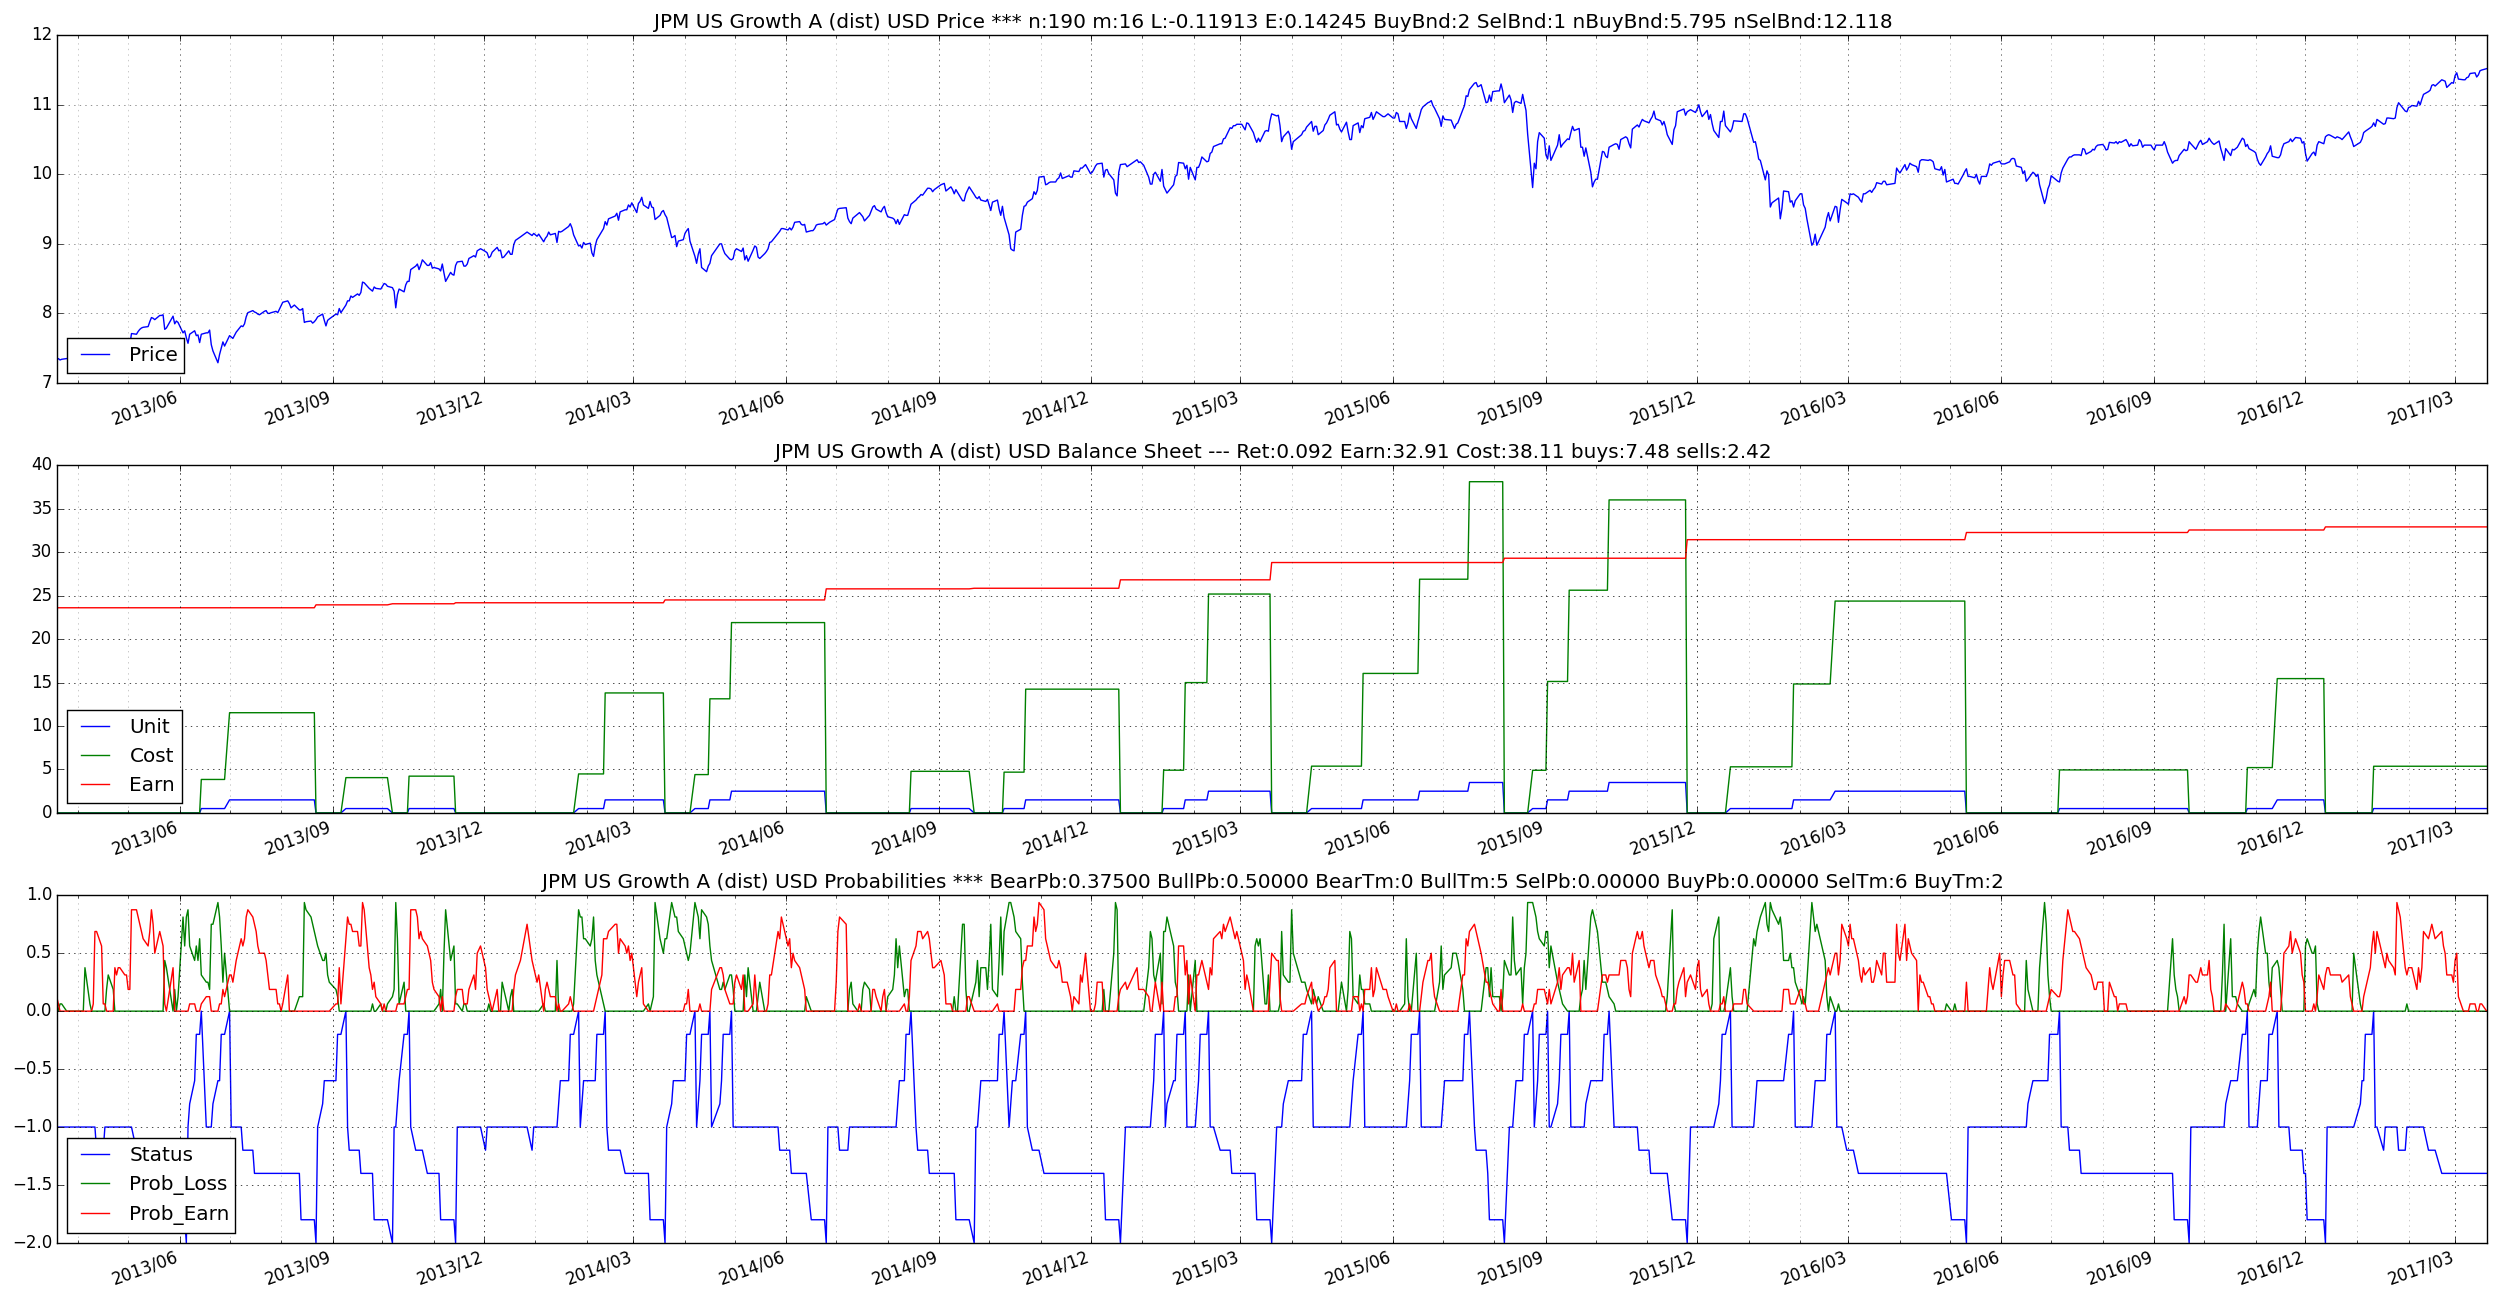 JPM US Growth A (dist) USD Price *** n:190 m:16 L:-0.11913 E:0.14245 BuyBnd:2 SelBnd:1 nBuyBnd:5.795 nSelBnd:12.118
12
11
10
9
8
7
Price
2013/06 2013/09 2013/12 2014/03 2014/06 2014/09 2014/12 2015/03 2015/06 2015/09 2015/12 2016/03 2016/06 2016/09 2016/12 2017/03
JPM US Growth A (dist) USD Balance Sheet --- Ret:0.092 Earn:32.91 Cost:38.11 buys:7.48 sells:2.42
40
35
30
25
20
15
10
5
0
Unit
Cost
Earn
2013/06 2013/09 2013/12 2014/03 2014/06 2014/09 2014/12 2015/03 2015/06 2015/09 2015/12 2016/03 2016/06 2016/09 2016/12 2017/03
JPM US Growth A (dist) USD Probabilities *** BearPb:0.37500 BullPb:0.50000 BearTm:0 BullTm:5 SelPb:0.00000 BuyPb:0.00000 SelTm:6 BuyTm:2
1.0
0.5
0.0
−0.5
−1.0
−1.5
−2.0
Status
Prob_Loss
Prob_Earn
2013/06 2013/09 2013/12 2014/03 2014/06 2014/09 2014/12 2015/03 2015/06 2015/09 2015/12 2016/03 2016/06 2016/09 2016/12 2017/03